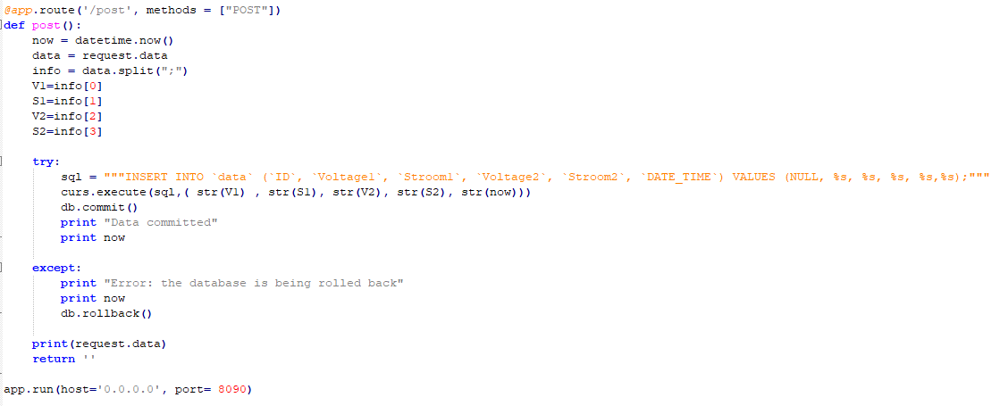 @app.route('/post', methods = ["POST"])
def post():
    now = datetime.now()
    data = request.data
    info = data.split(";")
    V1=info[0]
    S1=info[1]
    V2=info[2]
    S2=info[3]
    try:
        sql = """INSERT INTO `data` (`ID`, `Voltage1`, `Stroom1`, `Voltage2`, `Stroom2`, `DATE_TIME`) VALUES (NULL, %s, %s, %s, %s,%s);"""
        curs.execute(sql,( str(V1) , str(S1), str(V2), str(S2), str(now)))
        db.commit()
        print "Data committed"
        print now
    except:
        print "Error: the database is being rolled back"
        print now
        db.rollback()
    print(request.data)
    return ''
app.run(host='0.0.0.0', port= 8090)